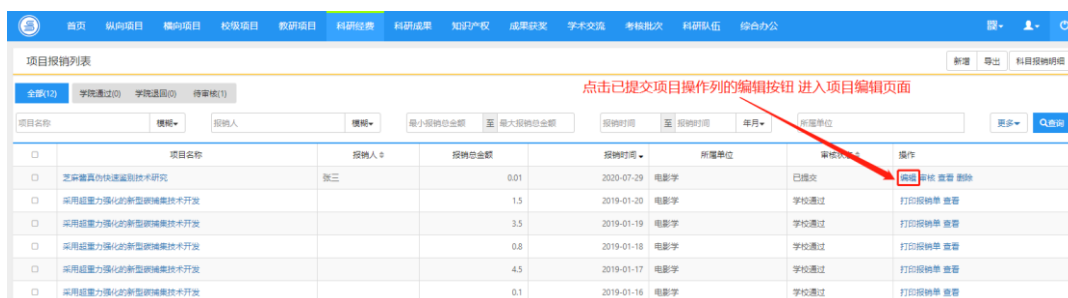 首页 纵向项目 横向项目 校级项目 教研项目 科研经费 科研成果 知识产权 成果获奖 学术交流 考核批次 科研队伍 综合办公
项目报销列表 新增 导出 科目报销明细
全部(12) 学院通过(0) 学院退回(0) 待审核(1)
点击已提交项目操作列的编辑按钮 进入项目编辑页面
项目名称 模糊 报销人 模糊 最小报销总金额 至 最大报销总金额 报销时间 至 报销时间 年月 所属单位 更多 查询
项目名称 报销人 报销总金额 报销时间 所属单位 审核状态 操作
芝麻酱真伪快速鉴别技术研究 张三 0.01 2020-07-29 电影学 已提交 编辑 审核 查看 删除
采用超重力强化的新型碳捕集技术开发 1.5 2019-01-20 电影学 学校通过 打印报销单 查看
采用超重力强化的新型碳捕集技术开发 3.5 2019-01-19 电影学 学校通过 打印报销单 查看
采用超重力强化的新型碳捕集技术开发 0.8 2019-01-18 电影学 学校通过 打印报销单 查看
采用超重力强化的新型碳捕集技术开发 4.5 2019-01-17 电影学 学校通过 打印报销单 查看
采用超重力强化的新型碳捕集技术开发 0.1 2019-01-16 电影学 学校通过 打印报销单 查看